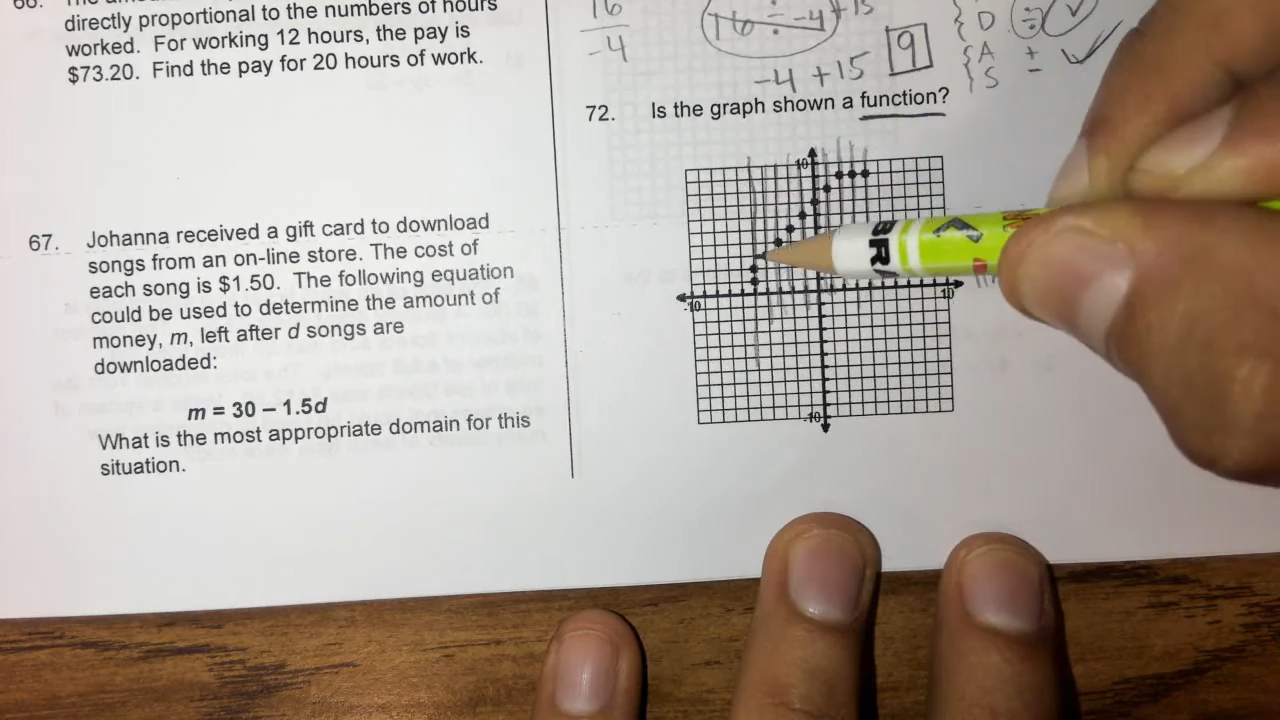 directly proportional to the numbers of hours
worked. For working 12 hours, the pay is
$73.20. Find the pay for 20 hours of work.
67. Johanna received a gift card to download
songs from an on-line store. The cost of
each song is $1.50. The following equation
could be used to determine the amount of
money, m, left after d songs are
downloaded:
m = 30 – 1.5d
What is the most appropriate domain for this
situation.
16
-4
16 ÷ -4 +15
-4 +15 9
D ÷
A +
S -
72. Is the graph shown a function?
10
-10
10
-10
BR